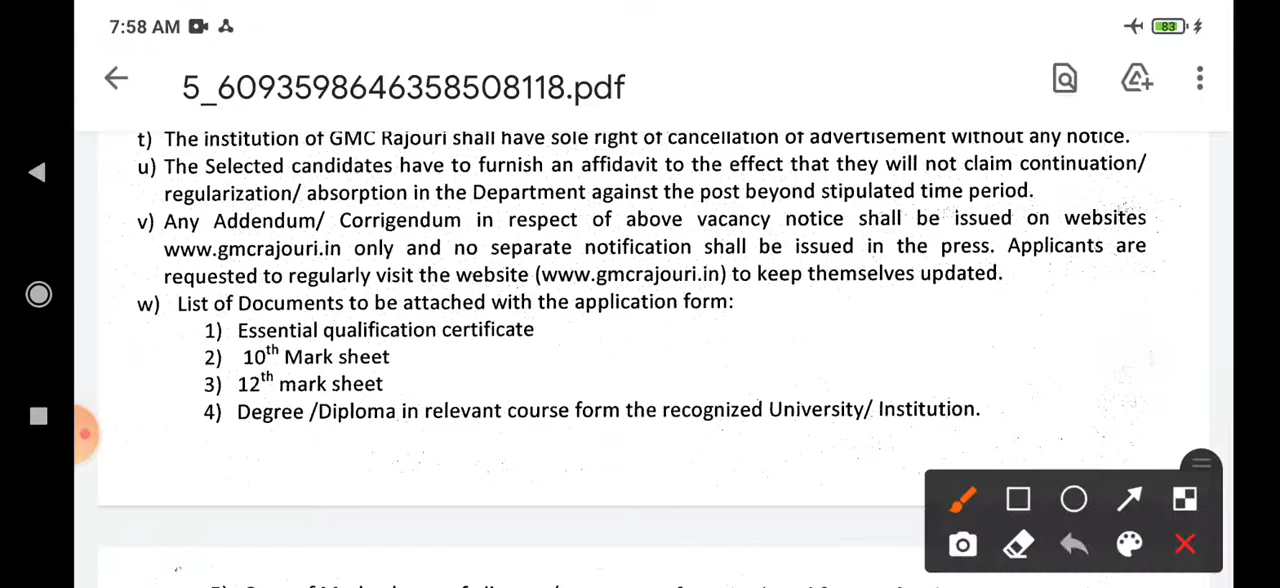 7:58 AM
83
5_6093598646358508118.pdf
t) The institution of GMC Rajouri shall have sole right of cancellation of advertisement without any notice.
u) The Selected candidates have to furnish an affidavit to the effect that they will not claim continuation/
regularization/ absorption in the Department against the post beyond stipulated time period.
v) Any Addendum/ Corrigendum in respect of above vacancy notice shall be issued on websites
www.gmcrajouri.in only and no separate notification shall be issued in the press. Applicants are
requested to regularly visit the website (www.gmcrajouri.in) to keep themselves updated.
w) List of Documents to be attached with the application form:
1) Essential qualification certificate
2) 10th Mark sheet
3) 12th mark sheet
4) Degree /Diploma in relevant course form the recognized University/ Institution.